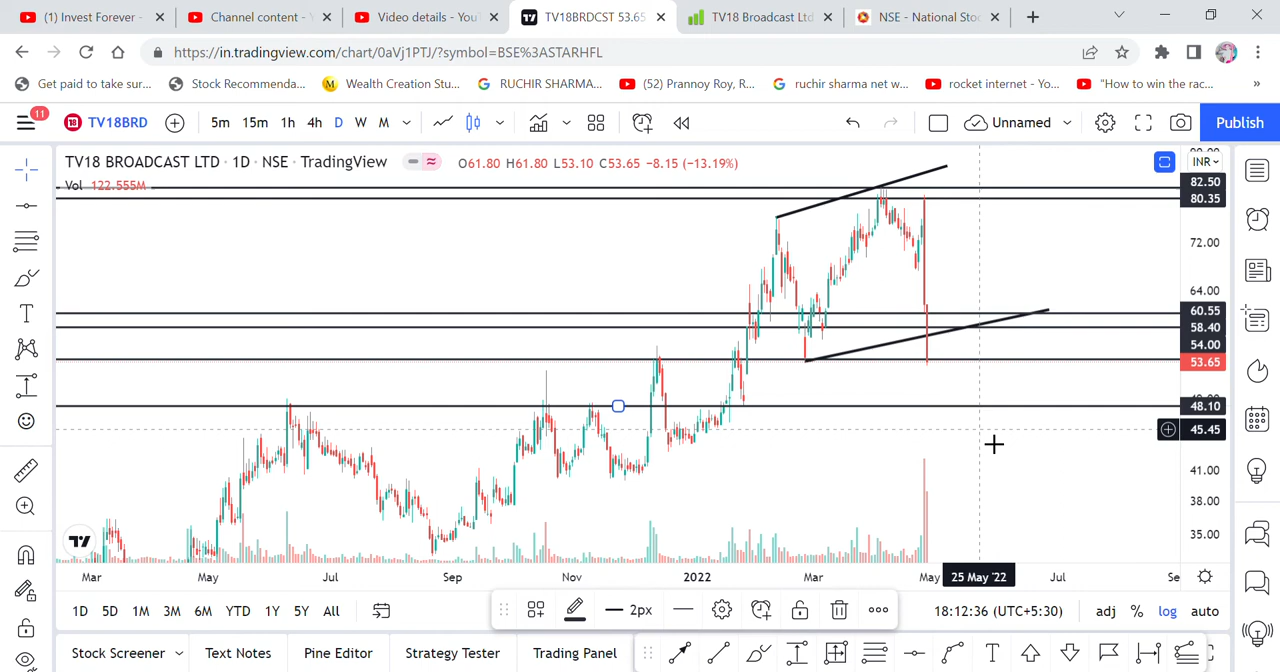 (1) Invest Forever -
Channel content - 
Video details - You
TV18BRDCST 53.65
TV18 Broadcast Ltd
NSE - National Stoc
https://in.tradingview.com/chart/0aVj1PTJ/?symbol=BSE%3ASTARHFL
Get paid to take sur...
Stock Recommenda...
Wealth Creation Stu...
RUCHIR SHARMA...
(52) Prannoy Roy, R...
ruchir sharma net w...
rocket internet - Yo...
"How to win the rac...
»
11
18 TV18BRD
5m 15m 1h 4h D W M
Unnamed
Publish
TV18 BROADCAST LTD · 1D · NSE · TradingView
O61.80 H61.80 L53.10 C53.65 −8.15 (−13.19%)
INR
Vol 122.555M
82.50
80.35
72.00
64.00
60.55
58.40
54.00
53.65
48.10
45.45
41.00
38.00
35.00
Mar May Jul Sep Nov 2022 Mar May 25 May '22 Jul Se
1D 5D 1M 3M 6M YTD 1Y 5Y All
2px
18:12:36 (UTC+5:30)
adj % log auto
Stock Screener Text Notes Pine Editor Strategy Tester Trading Panel